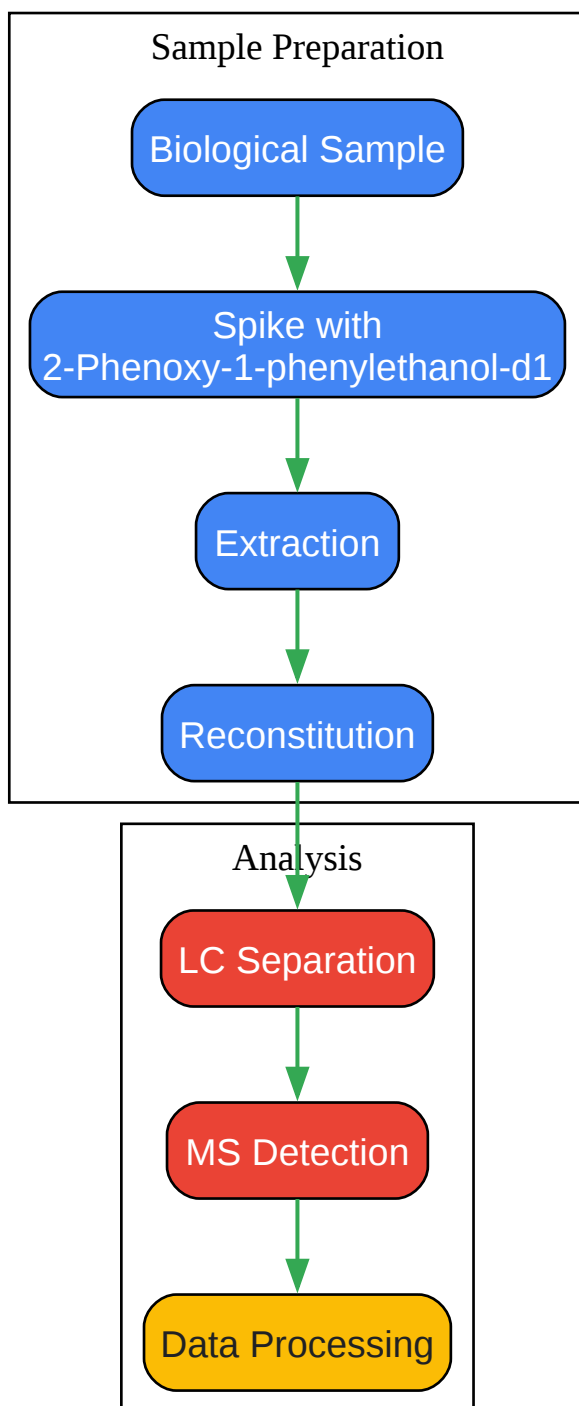 Sample Preparation
Biological Sample
Spike with
2-Phenoxy-1-phenylethanol-d1
Extraction
Reconstitution
Analysis
LC Separation
MS Detection
Data Processing